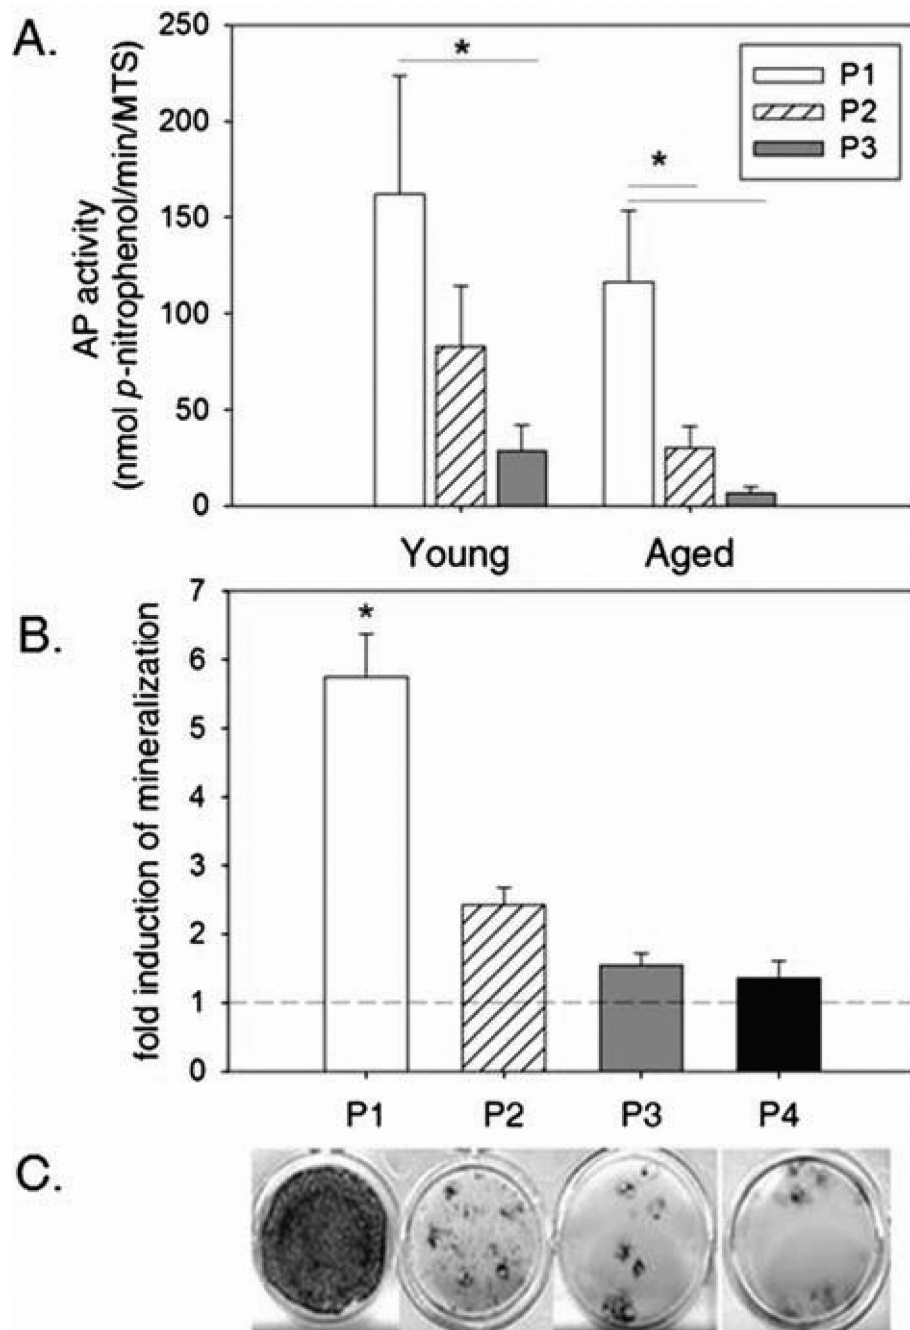 A.
250
200
150
100
50
0
AP activity
(nmol p-nitrophenol/min/MTS)
*
*
P1
P2
P3
Young Aged
B.
7
6
5
4
3
2
1
0
fold induction of mineralization
*
P1 P2 P3 P4
C.